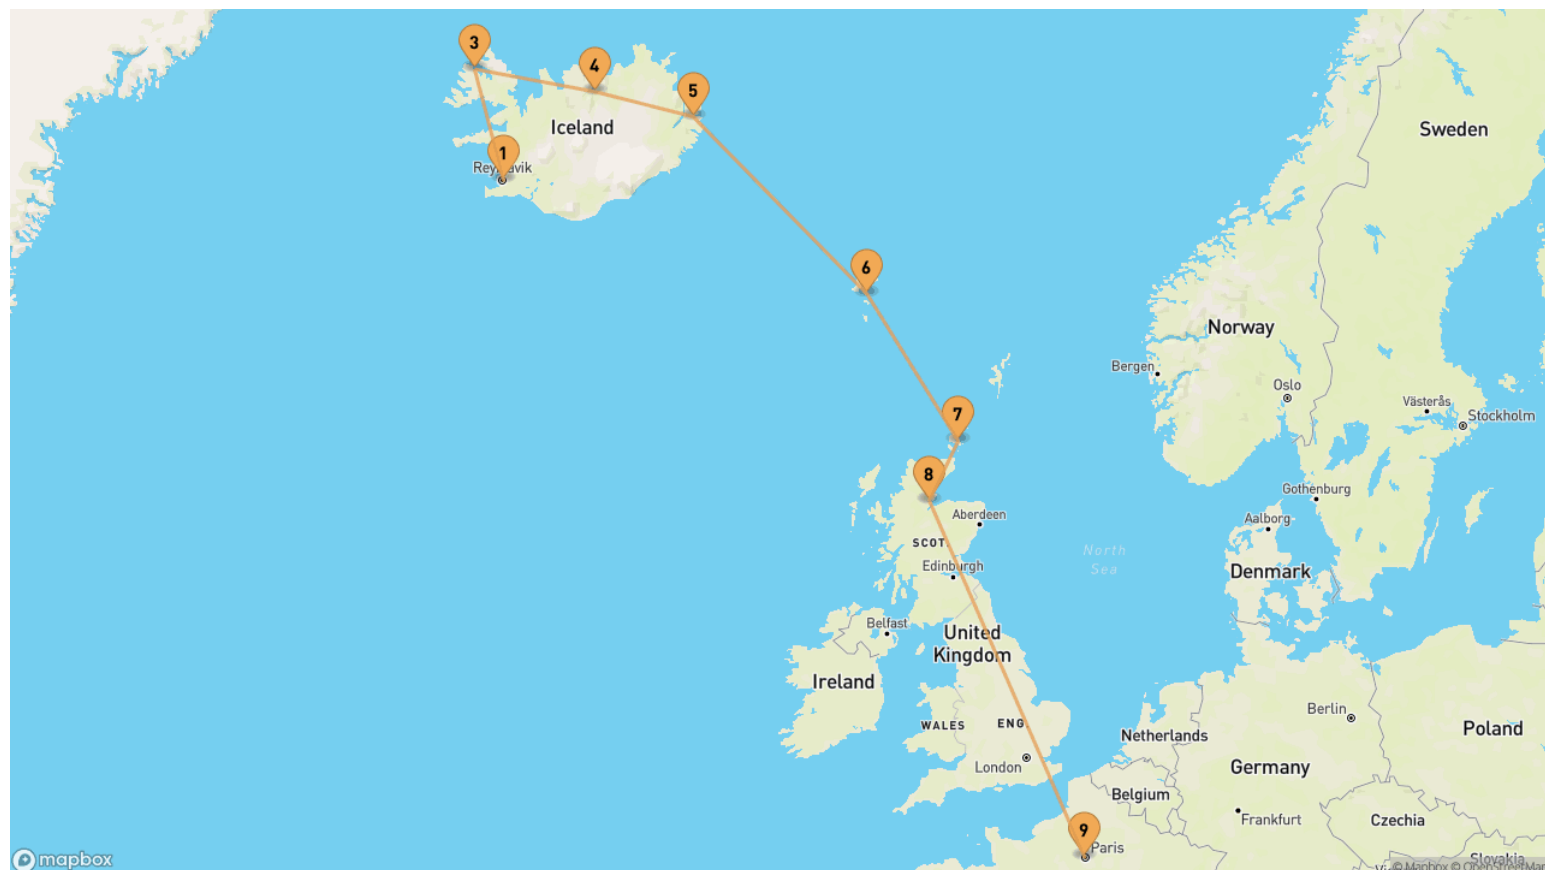 3
4
5
Iceland
Sweden
1
Reykjavik
6
Norway
Bergen
Oslo
Västerås
Stockholm
7
8
Gothenburg
Aberdeen
Aalborg
SCOT.
North
Sea
Edinburgh
Denmark
Belfast
United
Kingdom
Ireland
Berlin
WALES
ENG.
Netherlands
Poland
London
Germany
Belgium
Frankfurt
Czechia
9
Paris
mapbox
Slovakia
© Mapbox © OpenStreetMap